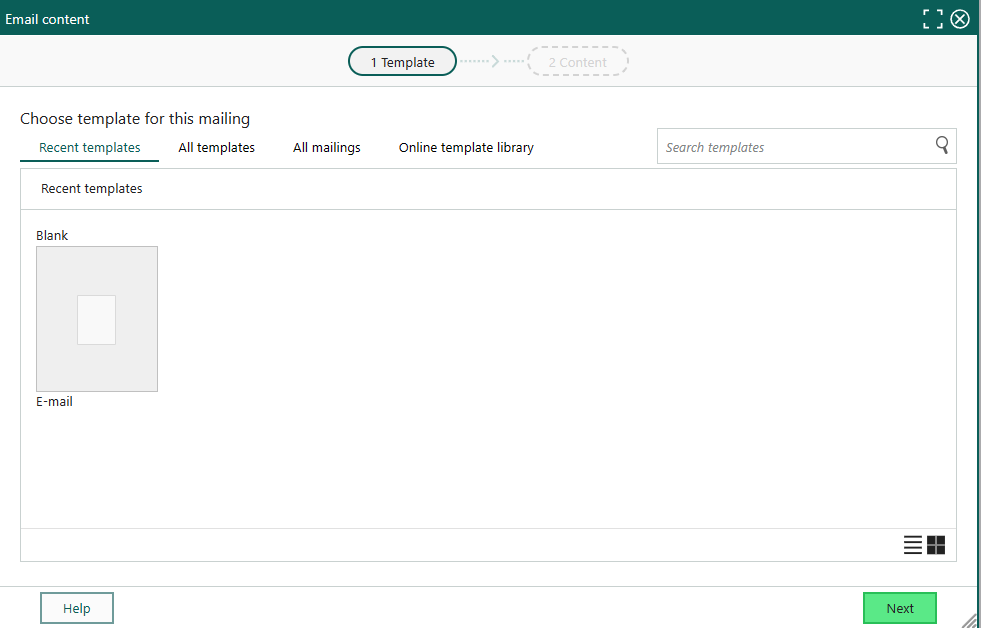 Email content
1 Template
2 Content
Choose template for this mailing
Recent templates
All templates
All mailings
Online template library
Search templates
Recent templates
Blank
E-mail
Help
Next